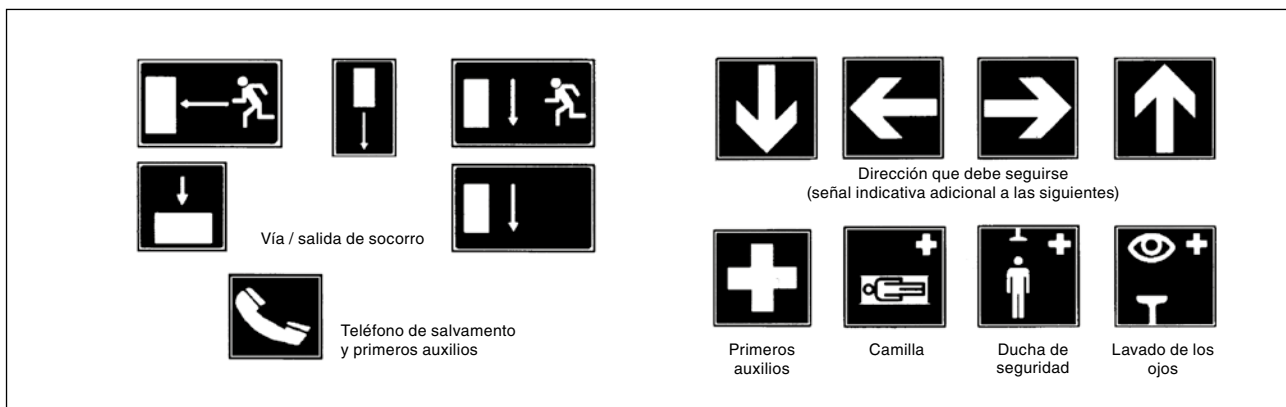 Vía / salida de socorro
Teléfono de salvamento
y primeros auxilios
Dirección que debe seguirse
(señal indicativa adicional a las siguientes)
Primeros
auxilios
Camilla
Ducha de
seguridad
Lavado de los
ojos